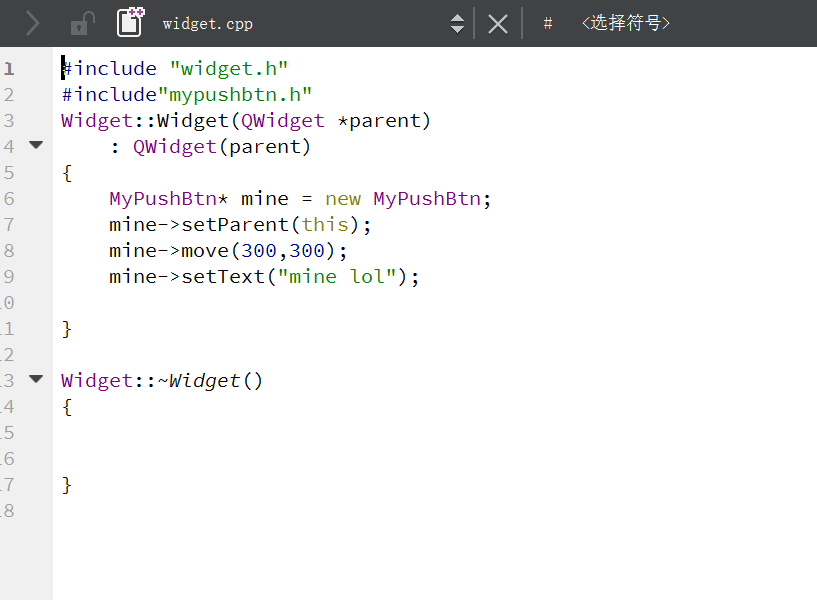 widget.cpp # <选择符号>
1 #include "widget.h"
2 #include"mypushbtn.h"
3 Widget::Widget(QWidget *parent)
4 : QWidget(parent)
5 {
6 MyPushBtn* mine = new MyPushBtn;
7 mine->setParent(this);
8 mine->move(300,300);
9 mine->setText("mine lol");
0
1 }
2
3 Widget::~Widget()
4 {
5
6
7 }
8